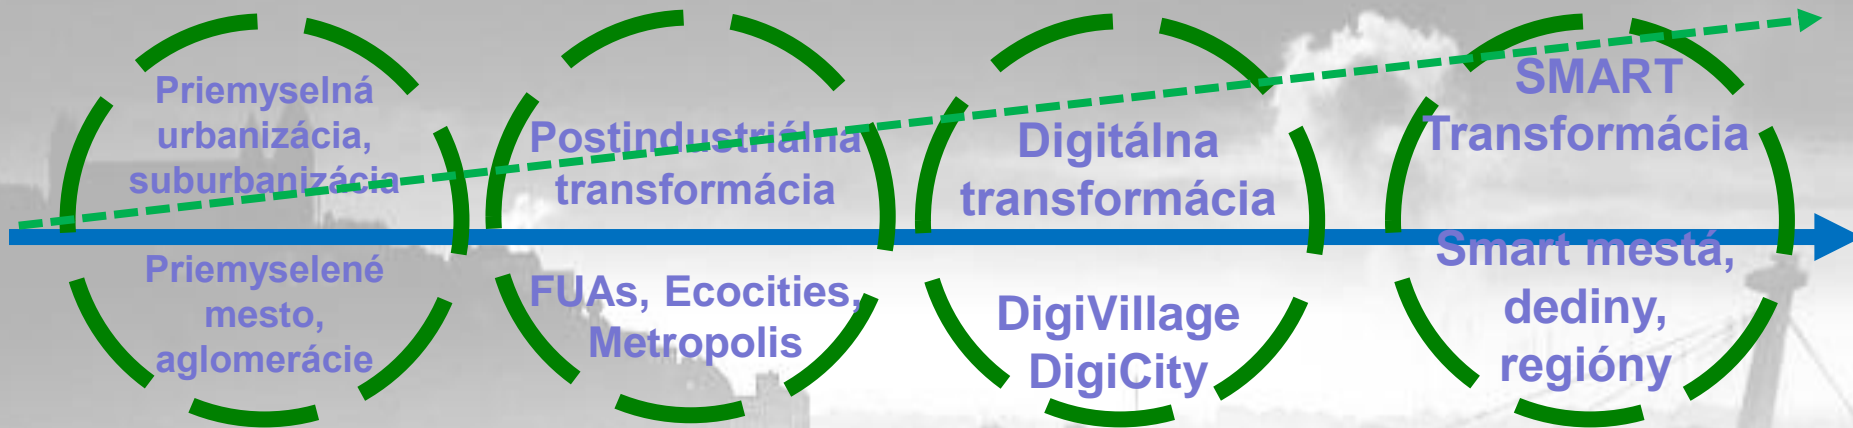 Priemyselná
urbanizácia,
suburbanizácia
Priemyselené
mesto,
aglomerácie
Postindustriálna
transformácia
FUAs, Ecocities,
Metropolis
Digitálna
transformácia
DigiVillage
DigiCity
SMART
Transformácia
Smart mestá,
dediny,
regióny